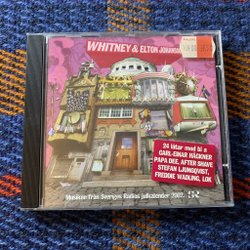 WHITNEY & ELTON JOHANSSON
24 låtar med bl a
CARL-EINAR HÄCKNER
PAPA DEE, AFTER SHAVE
STEFAN LJUNGQVIST,
FREDDIE WADLING, LOK
Musiken från Sveriges Radios julkalender 2002.